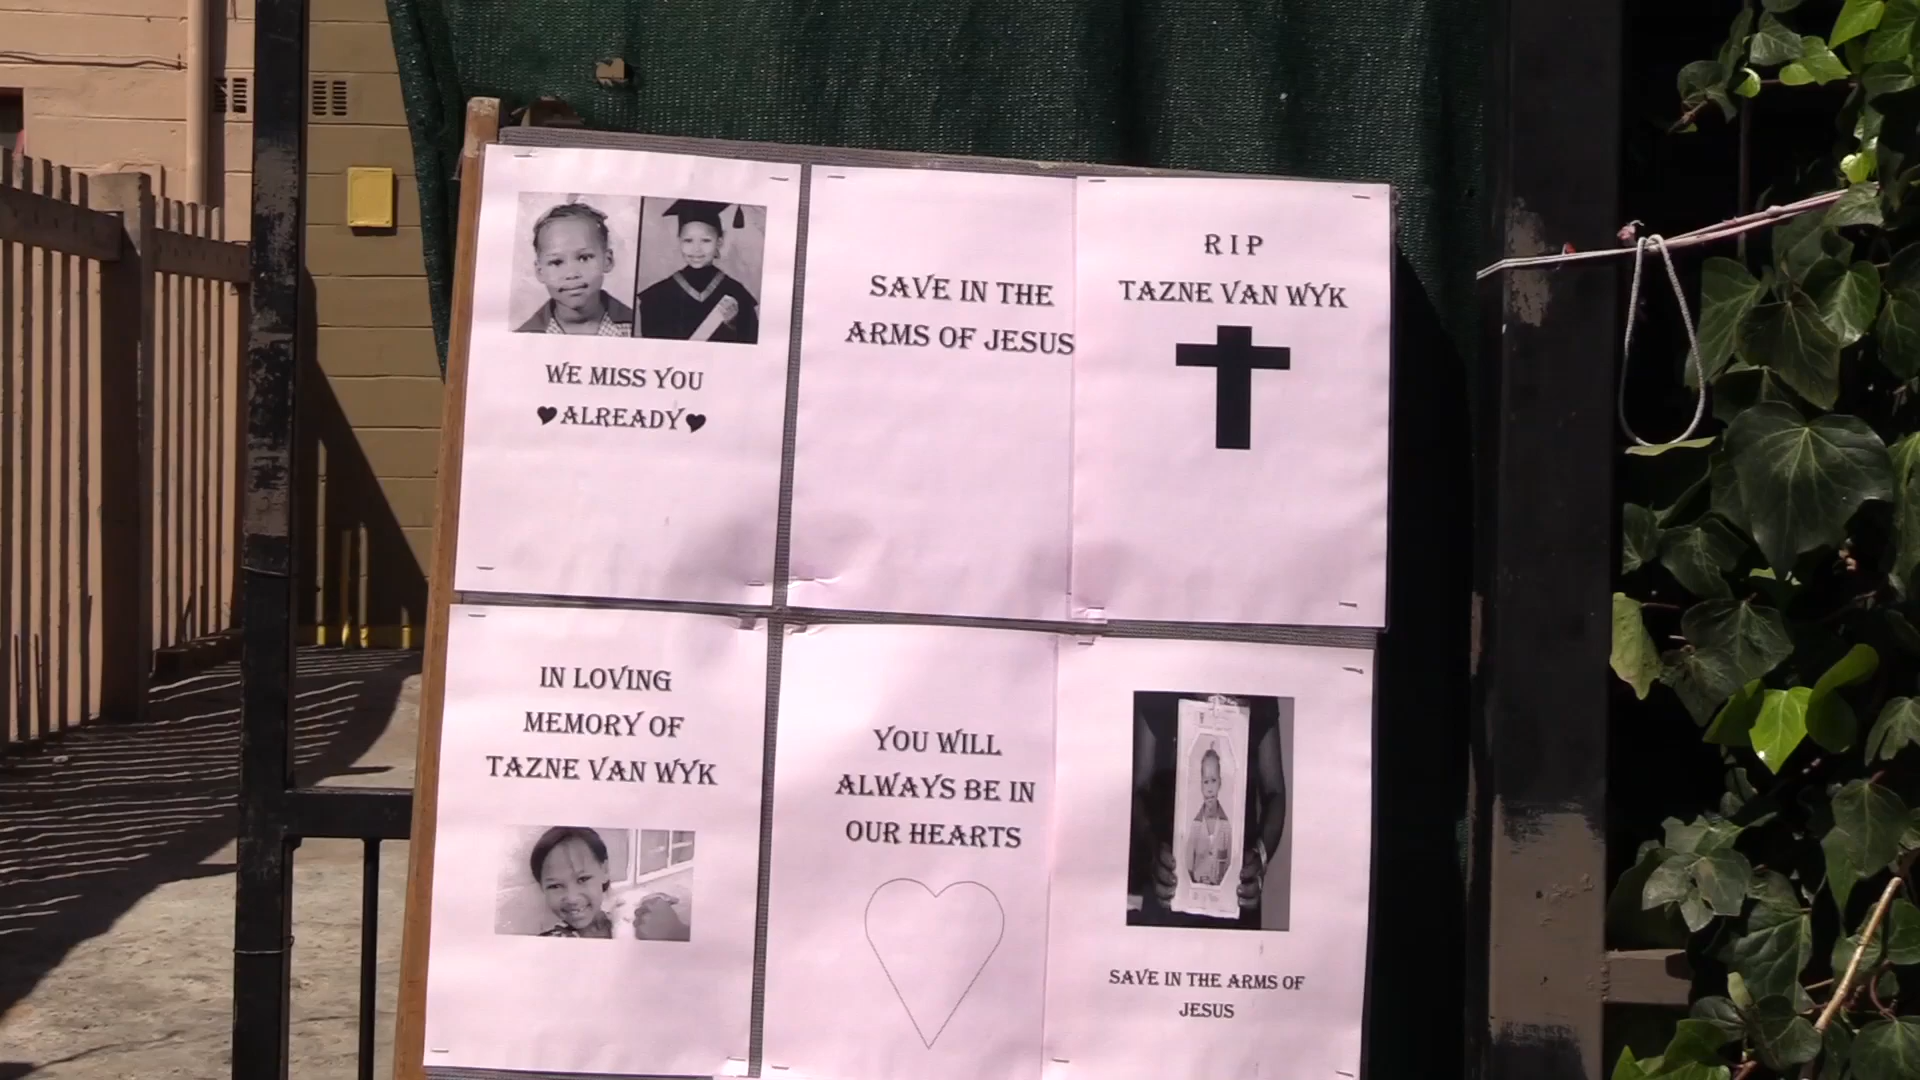 WE MISS YOU
♥ALREADY♥
SAVE IN THE
ARMS OF JESUS
R I P
TAZNE VAN WYK
IN LOVING
MEMORY OF
TAZNE VAN WYK
YOU WILL
ALWAYS BE IN
OUR HEARTS
SAVE IN THE ARMS OF
JESUS